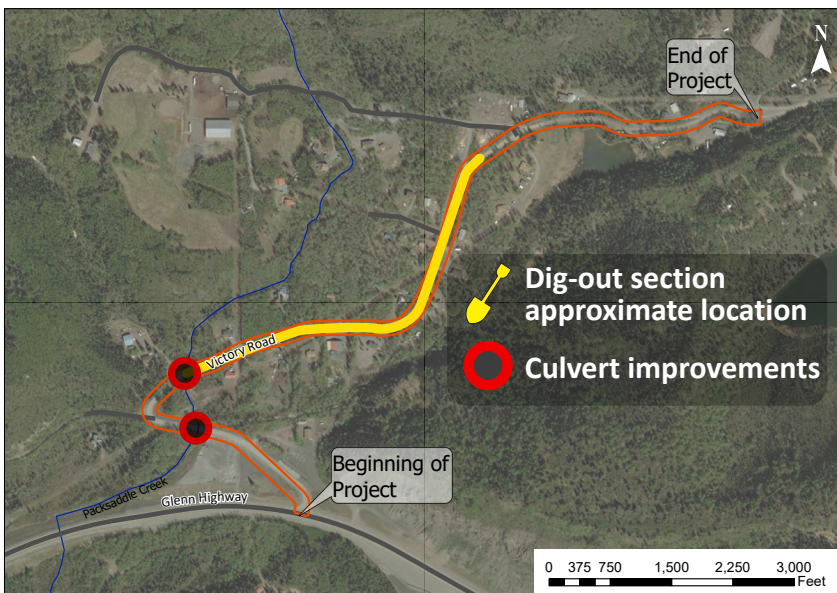 N
End of
Project
Dig-out section
approximate location
Culvert improvements
Victory Road
Beginning of
Project
Packsaddle Creek
Glenn Highway
0 375 750 1,500 2,250 3,000
Feet